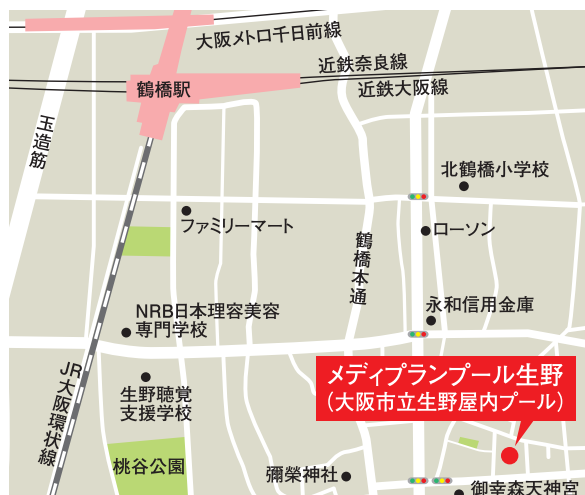 大阪メトロ千日前線
近鉄奈良線
近鉄大阪線
鶴橋駅
玉造筋
北鶴橋小学校
ファミリーマート
ローソン
鶴橋本通
NRB日本理容美容
専門学校
永和信用金庫
JR大阪環状線
生野聴覚
支援学校
メディプランプール生野
(大阪市立生野屋内プール)
桃谷公園
彌榮神社
御幸森天神宮